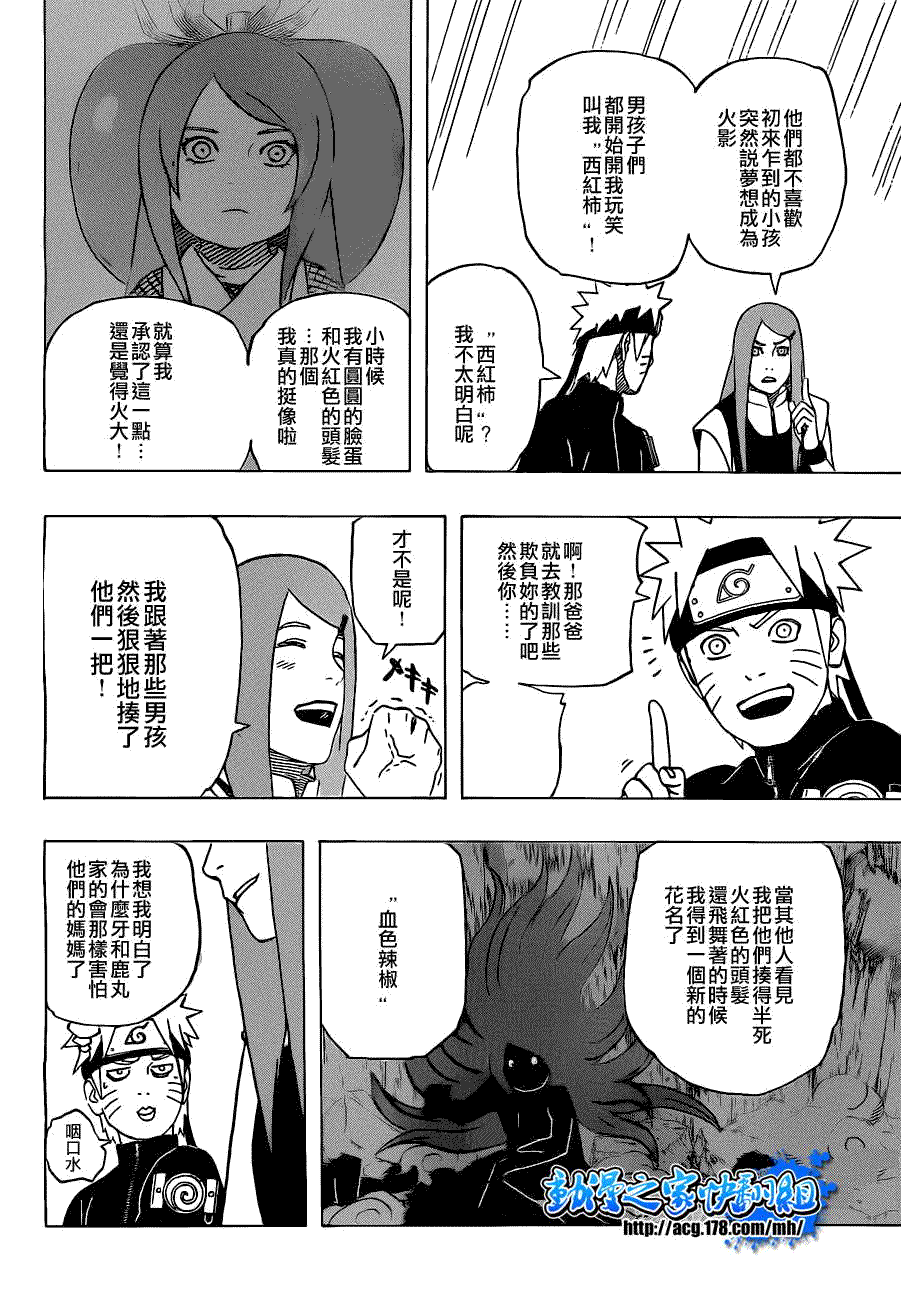 他們都不喜歡
初來乍到的小孩
突然説夢想成為
火影
男孩子們
都開始開我玩笑
叫我”西紅柿“！
”西紅柿“？
我不太明白呢
小時候
我有圓圓的臉蛋
和火紅色的頭髮
…那個
我真的挺像啦
就算我
承認了這一點…
還是覺得火大！
啊！那爸爸
就去教訓那些
欺負妳的了吧
然後你……
才不是呢！
メキキ
我跟著那些男孩
然後狠狠地揍了
他們一把！
當其他人看見
我把他們揍得半死
火紅色的頭髮
還飛舞著的時候
我得到一個新的
花名了
”血色辣椒
“
我想我明白了
為什麼牙和鹿丸
家的會那樣害怕
他們的媽媽了
咽口水
動漫之家快翻組
http://acg.178.com/mh/